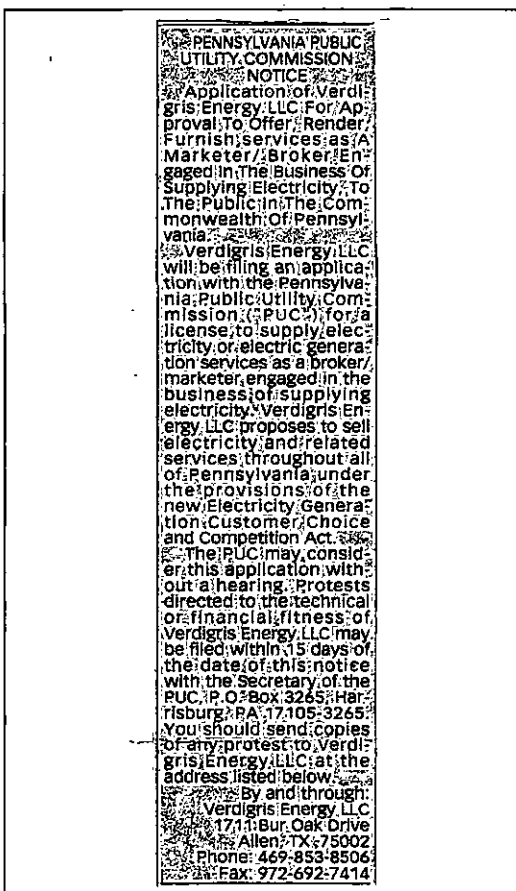 PENNSYLVANIA PUBLIC
UTILITY COMMISSION
NOTICE
Application of Verdi-
gris Energy LLC For Ap-
proval To Offer, Render,
Furnish services as A
Marketer/Broker En-
gaged In The Business Of
Supplying Electricity, To
The Public In The Com-
monwealth Of Pennsyl-
vania.
Verdigris Energy LLC
will be filing an applica-
tion with the Pennsylva-
nia Public Utility Com-
mission ("PUC") for a
license to supply elec-
tricity or electric genera-
tion services as a broker/
marketer engaged in the
business of supplying
electricity. Verdigris En-
ergy LLC proposes to sell
electricity and related
services throughout all
of Pennsylvania under
the provisions of the
new Electricity Genera-
tion Customer Choice
and Competition Act.
The PUC may consid-
er this application with-
out a hearing. Protests
directed to the technical
or financial fitness of
Verdigris Energy LLC may
be filed within 15 days of
the date of this notice
with the Secretary of the
PUC, P.O. Box 3265, Har-
risburg, PA 17105-3265.
You should send copies
of any protest to Verdi-
gris Energy LLC at the
address listed below.
By and through:
Verdigris Energy LLC
1711 Bur Oak Drive
Allen, TX 75002
Phone: 469-853-8506
Fax: 972-692-7414